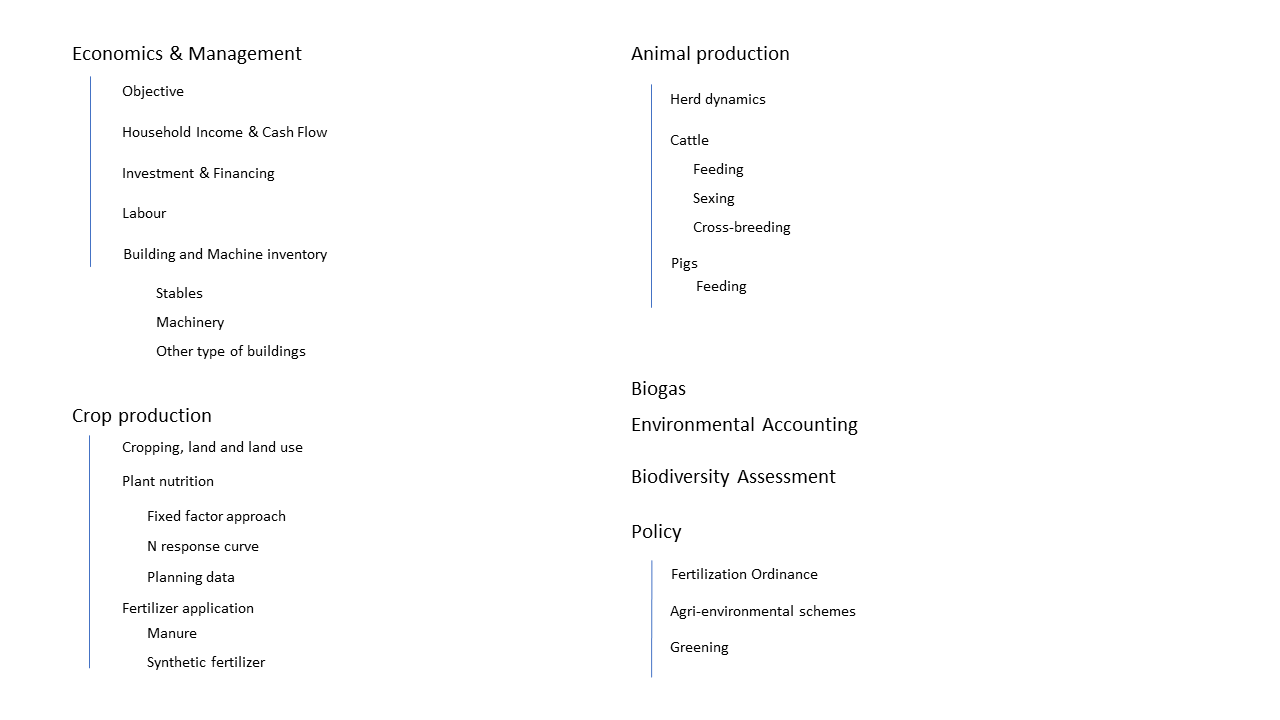 Economics & Management
Objective
Household Income & Cash Flow
Investment & Financing
Labour
Building and Machine inventory
Stables
Machinery
Other type of buildings
Crop production
Cropping, land and land use
Plant nutrition
Fixed factor approach
N response curve
Planning data
Fertilizer application
Manure
Synthetic fertilizer
Animal production
Herd dynamics
Cattle
Feeding
Sexing
Cross-breeding
Pigs
Feeding
Biogas
Environmental Accounting
Biodiversity Assessment
Policy
Fertilization Ordinance
Agri-environmental schemes
Greening